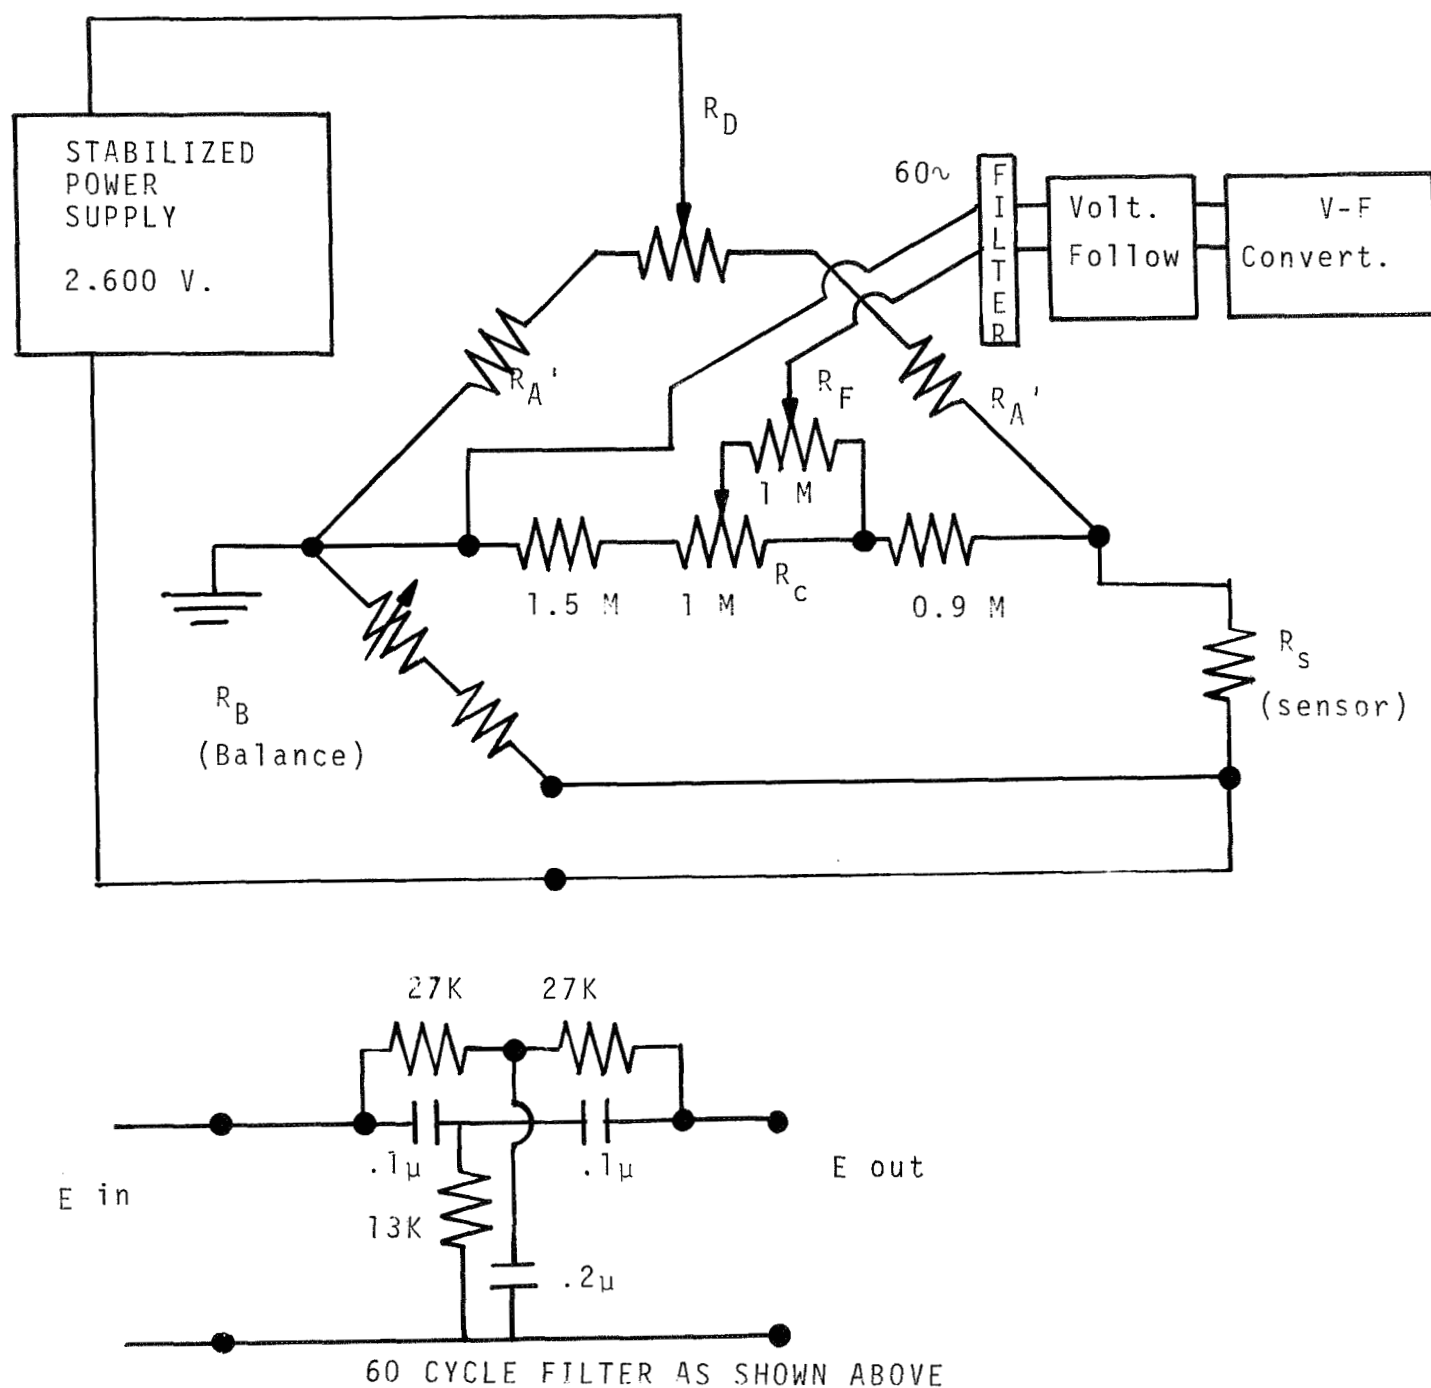 STABILIZED
POWER
SUPPLY
2.600 V.
R_D
60~
FILTER
Volt.
Follow
V-F
Convert.
R_A'
R_F
R_A'
1 M
1.5 M
1 M
R_C
0.9 M
R_B
(Balance)
R_s
(sensor)
27K
27K
.1μ
.1μ
E in
E out
13K
.2μ
60 CYCLE FILTER AS SHOWN ABOVE